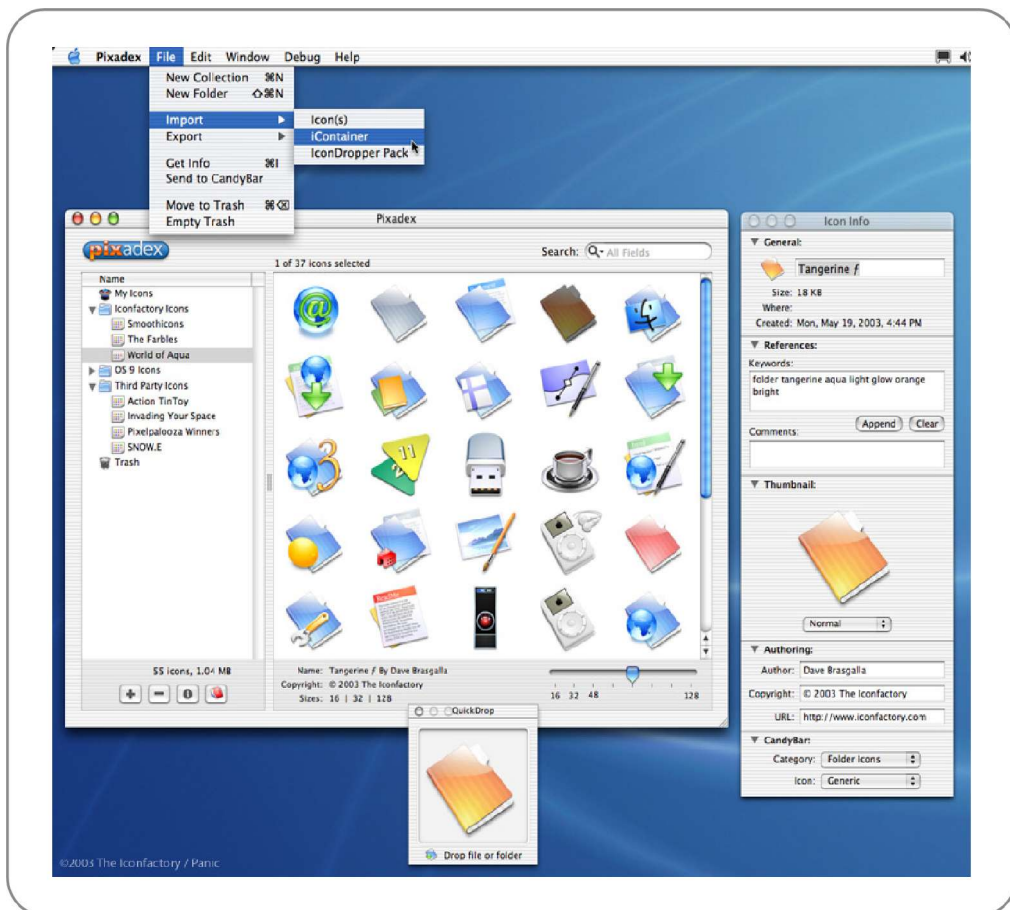 Pixadex File Edit Window Debug Help
New Collection ⌘N
New Folder ⇧⌘N
Import ▶
Export ▶
Get Info ⌘I
Send to CandyBar
Move to Trash ⌘⌫
Empty Trash
Icon(s)
iContainer
IconDropper Pack
Pixadex
pixadex
1 of 37 icons selected
Search: All Fields
Name
My Icons
Iconfactory Icons
Smoothicons
The Farbles
World of Aqua
OS 9 Icons
Third Party Icons
Action TinToy
Invading Your Space
Pixelpalooza Winners
SNOW.E
Trash
55 icons, 1.04 MB
@
3
11
2
Name: Tangerine ƒ By Dave Brasgalla
Copyright: © 2003 The Iconfactory
Sizes: 16 | 32 | 128
16 32 48 128
Icon Info
General:
Tangerine ƒ
Size: 18 KB
Where:
Created: Mon, May 19, 2003, 4:44 PM
References:
Keywords:
folder tangerine aqua light glow orange
bright
Append Clear
Comments:
Thumbnail:
Normal
Authoring:
Author: Dave Brasgalla
Copyright: © 2003 The Iconfactory
URL: http://www.iconfactory.com
CandyBar:
Category: Folder Icons
Icon: Generic
QuickDrop
Drop file or folder
©2003 The Iconfactory / Panic